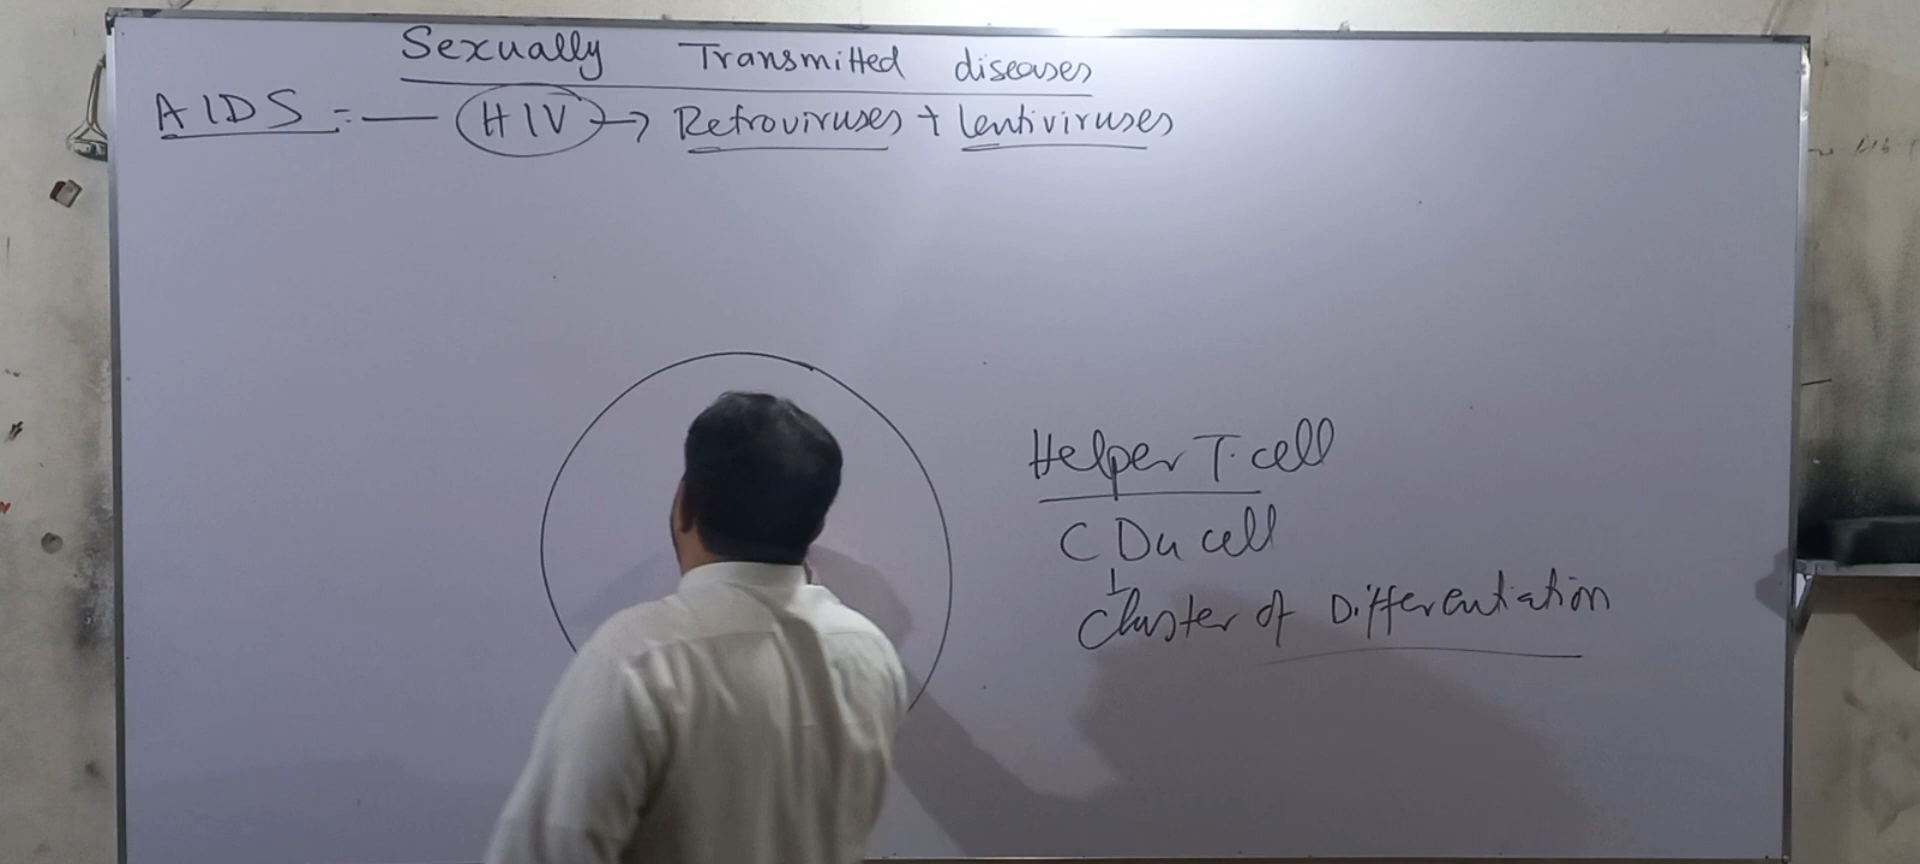 Sexually Transmitted diseases
AIDS :— HIV → Retroviruses + Lentiviruses
Helper T.cell
CD4 cell
↓
Cluster of Differentiation